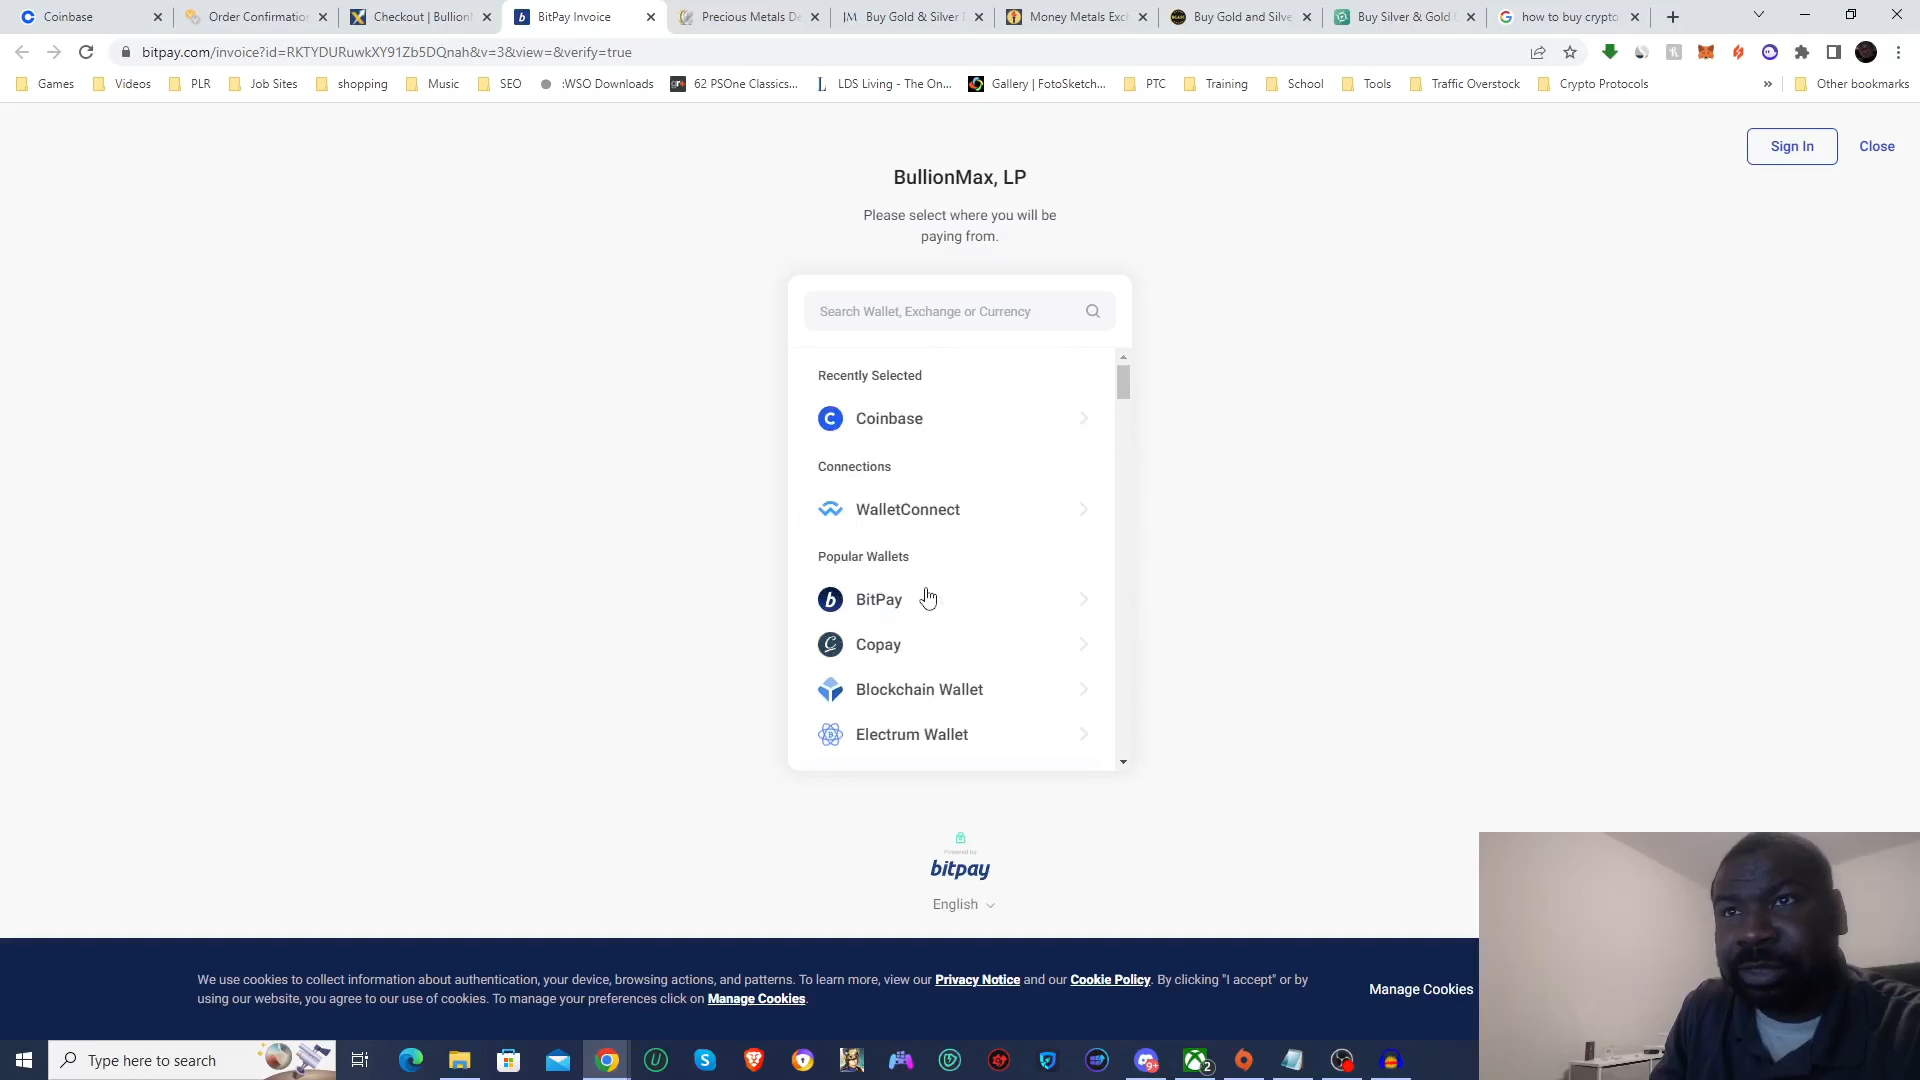 Coinbase
Order Confirmation
Checkout | Bullion
BitPay Invoice
Precious Metals De
JM Buy Gold & Silver
Money Metals Exc
Buy Gold and Silve
Buy Silver & Gold
how to buy crypto
bitpay.com/invoice?id=RKTYDURuwkXY91Zb5DQnah&v=3&view=&verify=true
Games
Videos
PLR
Job Sites
shopping
Music
SEO
:WSO Downloads
62 PSOne Classics...
LDS Living - The On...
Gallery | FotoSketch...
PTC
Training
School
Tools
Traffic Overstock
Crypto Protocols
»
Other bookmarks
Sign In
Close
BullionMax, LP
Please select where you will be
paying from.
Search Wallet, Exchange or Currency
Recently Selected
Coinbase
Connections
WalletConnect
Popular Wallets
BitPay
Copay
Blockchain Wallet
Electrum Wallet
Powered by
bitpay
English
We use cookies to collect information about authentication, your device, browsing actions, and patterns. To learn more, view our Privacy Notice and our Cookie Policy. By clicking "I accept" or by
using our website, you agree to our use of cookies. To manage your preferences click on Manage Cookies.
Manage Cookies
Type here to search
9+
2